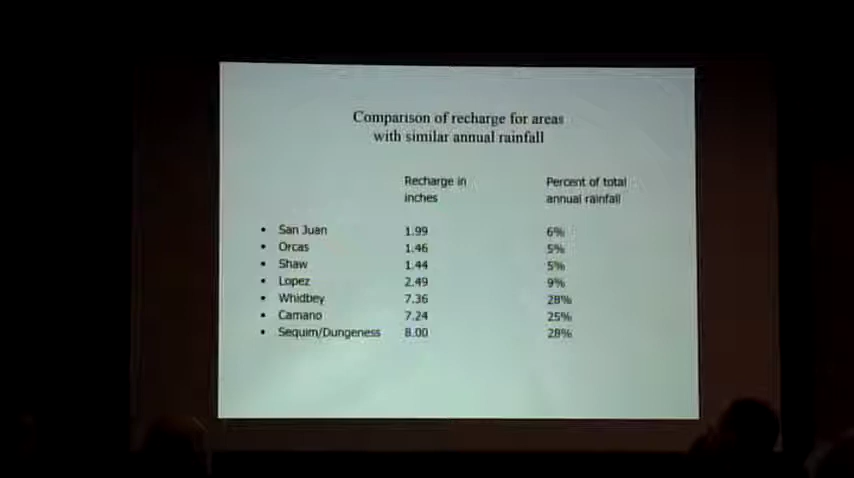 Comparison of recharge for areas
with similar annual rainfall
Recharge in Percent of total
inches annual rainfall
• San Juan 1.99 6%
• Orcas 1.46 5%
• Shaw 1.44 5%
• Lopez 2.49 9%
• Whidbey 7.36 28%
• Camano 7.24 25%
• Sequim/Dungeness 8.00 28%